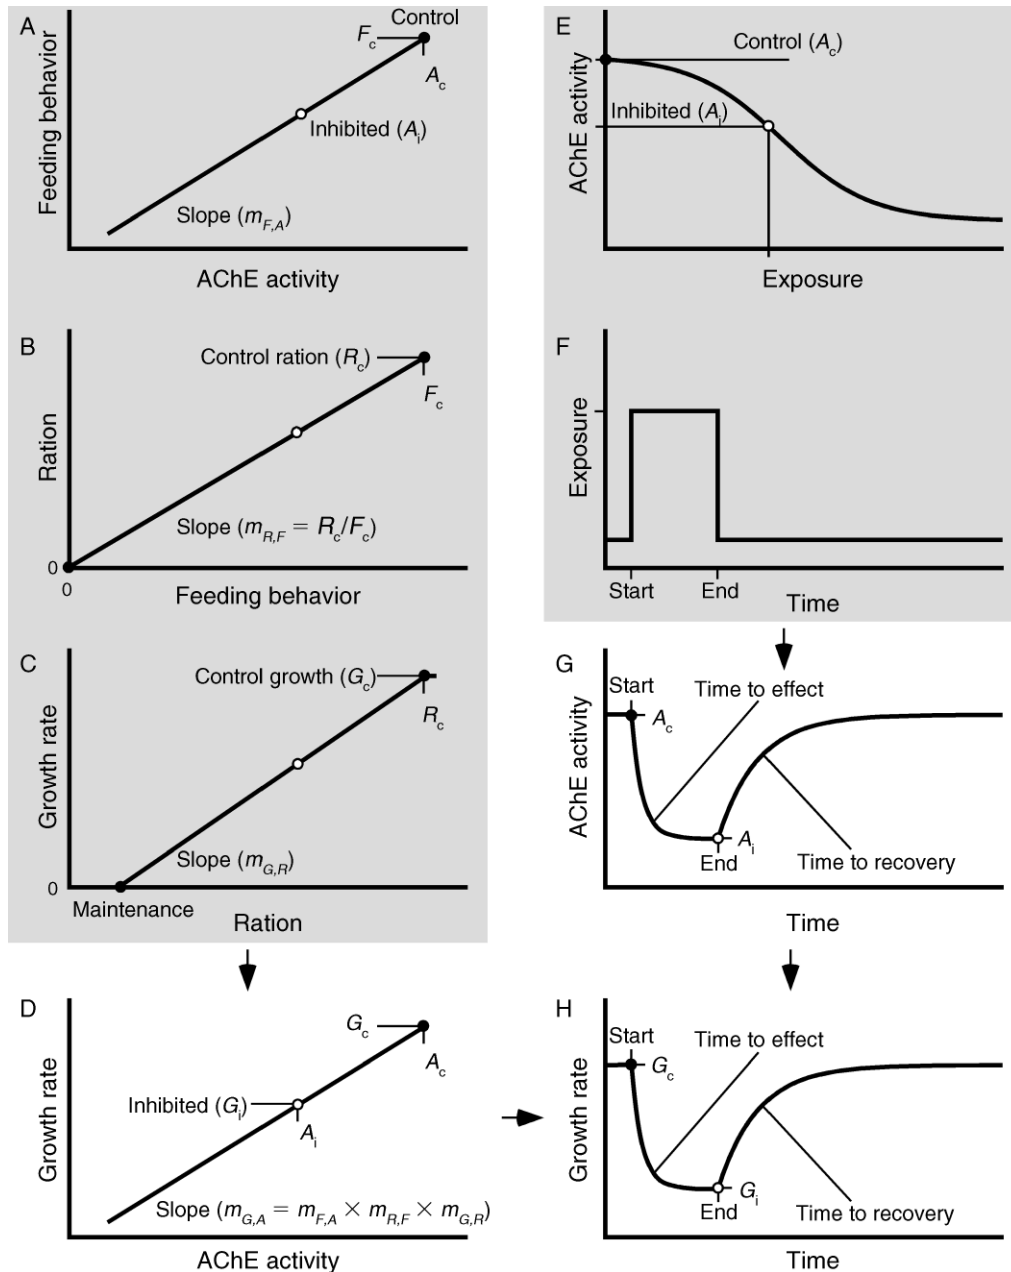 A
Control
F_c
A_c
Inhibited (A_i)
Slope (m_F,A)
Feeding behavior
AChE activity
B
Control ration (R_c)
F_c
Slope (m_R,F = R_c/F_c)
Ration
0
0
Feeding behavior
C
Control growth (G_c)
R_c
Slope (m_G,R)
Growth rate
0
Maintenance
Ration
D
G_c
A_c
Inhibited (G_i)
A_i
Slope (m_G,A = m_F,A × m_R,F × m_G,R)
Growth rate
AChE activity
E
Control (A_c)
Inhibited (A_i)
AChE activity
Exposure
F
Exposure
Start
End
Time
G
Start
Time to effect
A_c
A_i
End
Time to recovery
AChE activity
Time
H
Start
Time to effect
G_c
G_i
End
Time to recovery
Growth rate
Time